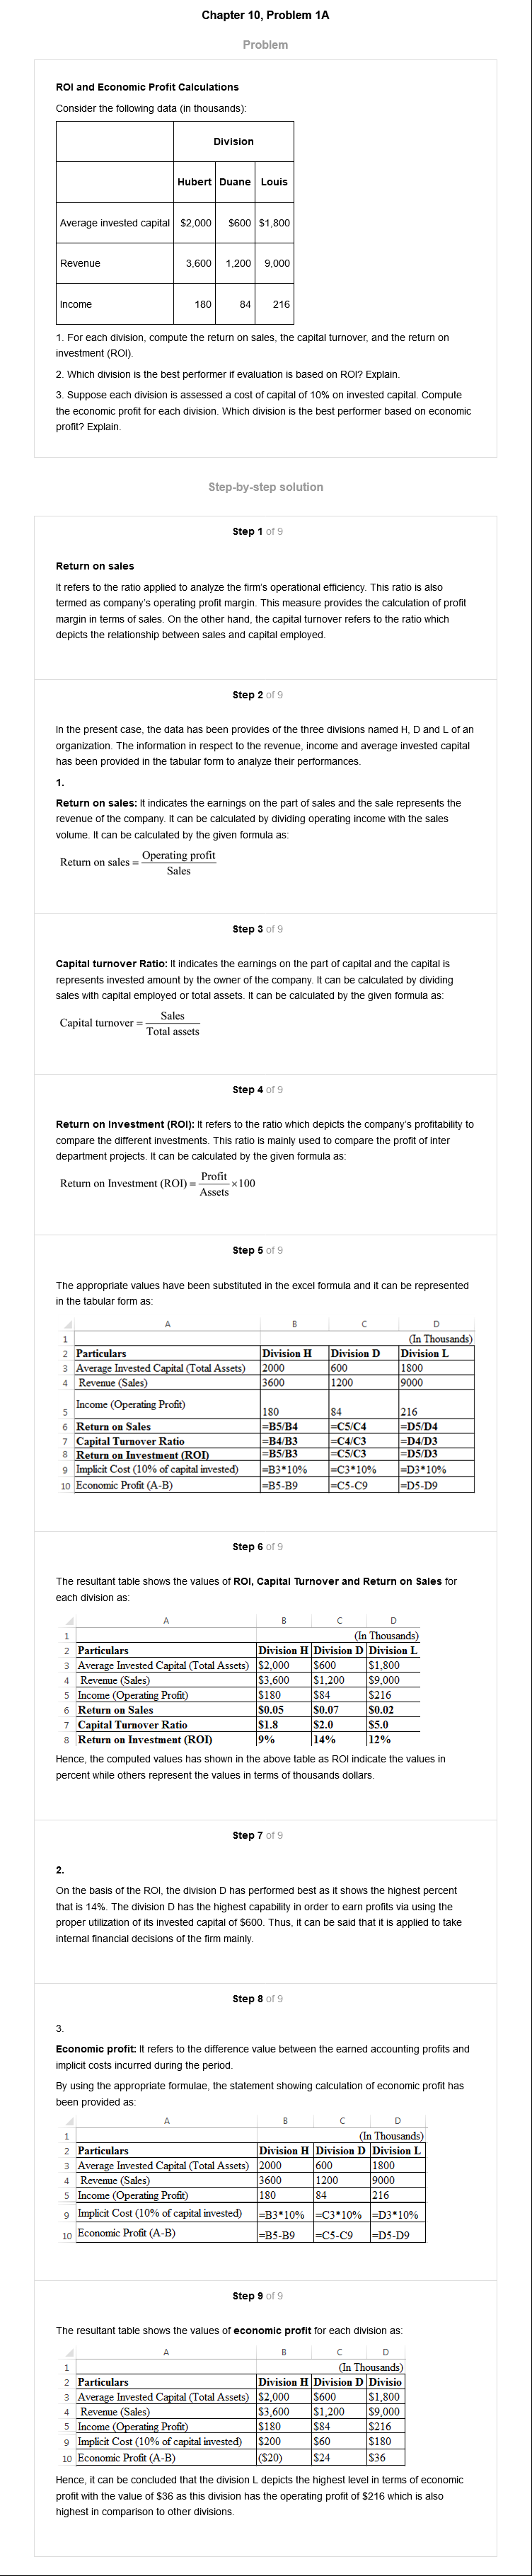 Chapter 10, Problem 1A
Problem
ROI and Economic Profit Calculations
Consider the following data (in thousands):
Division
Hubert Duane Louis
Average invested capital $2,000 $600 $1,800
Revenue 3,600 1,200 9,000
Income 180 84 216
1. For each division, compute the return on sales, the capital turnover, and the return on
investment (ROI).
2. Which division is the best performer if evaluation is based on ROI? Explain.
3. Suppose each division is assessed a cost of capital of 10% on invested capital. Compute
the economic profit for each division. Which division is the best performer based on economic
profit? Explain.
Step-by-step solution
Step 1 of 9
Return on sales
It refers to the ratio applied to analyze the firm's operational efficiency. This ratio is also
termed as company's operating profit margin. This measure provides the calculation of profit
margin in terms of sales. On the other hand, the capital turnover refers to the ratio which
depicts the relationship between sales and capital employed.
Step 2 of 9
In the present case, the data has been provides of the three divisions named H, D and L of an
organization. The information in respect to the revenue, income and average invested capital
has been provided in the tabular form to analyze their performances.
1.
Return on sales: It indicates the earnings on the part of sales and the sale represents the
revenue of the company. It can be calculated by dividing operating income with the sales
volume. It can be calculated by the given formula as:
Return on sales = Operating profit
Sales
Step 3 of 9
Capital turnover Ratio: It indicates the earnings on the part of capital and the capital is
represents invested amount by the owner of the company. It can be calculated by dividing
sales with capital employed or total assets. It can be calculated by the given formula as:
Capital turnover = Sales
Total assets
Step 4 of 9
Return on Investment (ROI): It refers to the ratio which depicts the company's profitability to
compare the different investments. This ratio is mainly used to compare the profit of inter
department projects. It can be calculated by the given formula as:
Return on Investment (ROI) = Profit ×100
Assets
Step 5 of 9
The appropriate values have been substituted in the excel formula and it can be represented
in the tabular form as:
A B C D
1 (In Thousands)
2 Particulars Division H Division D Division L
3 Average Invested Capital (Total Assets) 2000 600 1800
4 Revenue (Sales) 3600 1200 9000
5 Income (Operating Profit) 180 84 216
6 Return on Sales =B5/B4 =C5/C4 =D5/D4
7 Capital Turnover Ratio =B4/B3 =C4/C3 =D4/D3
8 Return on Investment (ROI) =B5/B3 =C5/C3 =D5/D3
9 Implicit Cost (10% of capital invested) =B3*10% =C3*10% =D3*10%
10 Economic Profit (A-B) =B5-B9 =C5-C9 =D5-D9
Step 6 of 9
The resultant table shows the values of ROI, Capital Turnover and Return on Sales for
each division as:
A B C D
1 (In Thousands)
2 Particulars Division H Division D Division L
3 Average Invested Capital (Total Assets) $2,000 $600 $1,800
4 Revenue (Sales) $3,600 $1,200 $9,000
5 Income (Operating Profit) $180 $84 $216
6 Return on Sales $0.05 $0.07 $0.02
7 Capital Turnover Ratio $1.8 $2.0 $5.0
8 Return on Investment (ROI) 9% 14% 12%
Hence, the computed values has shown in the above table as ROI indicate the values in
percent while others represent the values in terms of thousands dollars.
Step 7 of 9
2.
On the basis of the ROI, the division D has performed best as it shows the highest percent
that is 14%. The division D has the highest capability in order to earn profits via using the
proper utilization of its invested capital of $600. Thus, it can be said that it is applied to take
internal financial decisions of the firm mainly.
Step 8 of 9
3.
Economic profit: It refers to the difference value between the earned accounting profits and
implicit costs incurred during the period.
By using the appropriate formulae, the statement showing calculation of economic profit has
been provided as:
A B C D
1 (In Thousands)
2 Particulars Division H Division D Division L
3 Average Invested Capital (Total Assets) 2000 600 1800
4 Revenue (Sales) 3600 1200 9000
5 Income (Operating Profit) 180 84 216
9 Implicit Cost (10% of capital invested) =B3*10% =C3*10% =D3*10%
10 Economic Profit (A-B) =B5-B9 =C5-C9 =D5-D9
Step 9 of 9
The resultant table shows the values of economic profit for each division as:
A B C D
1 (In Thousands)
2 Particulars Division H Division D Divisio
3 Average Invested Capital (Total Assets) $2,000 $600 $1,800
4 Revenue (Sales) $3,600 $1,200 $9,000
5 Income (Operating Profit) $180 $84 $216
9 Implicit Cost (10% of capital invested) $200 $60 $180
10 Economic Profit (A-B) ($20) $24 $36
Hence, it can be concluded that the division L depicts the highest level in terms of economic
profit with the value of $36 as this division has the operating profit of $216 which is also
highest in comparison to other divisions.